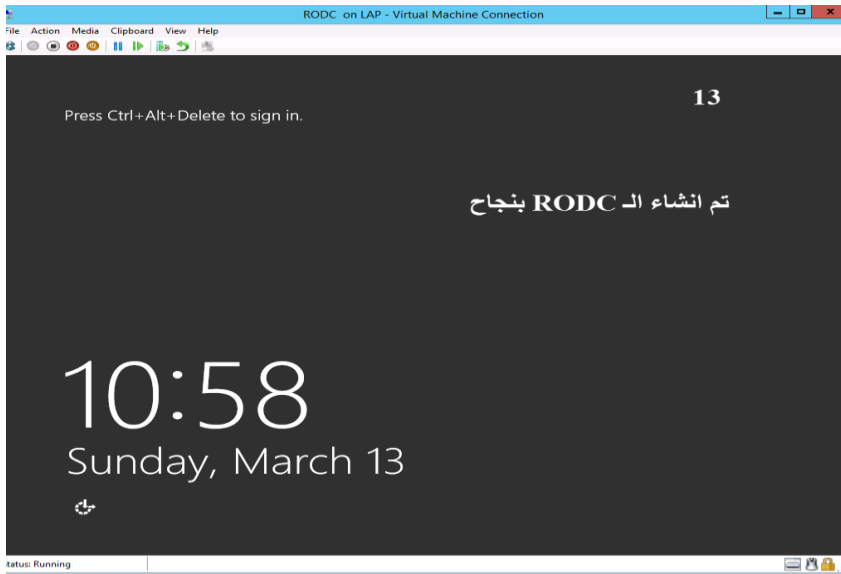 RODC on LAP - Virtual Machine Connection
File Action Media Clipboard View Help
13
Press Ctrl+Alt+Delete to sign in.
تم انشاء الـ RODC بنجاح
10:58
Sunday, March 13
Status: Running